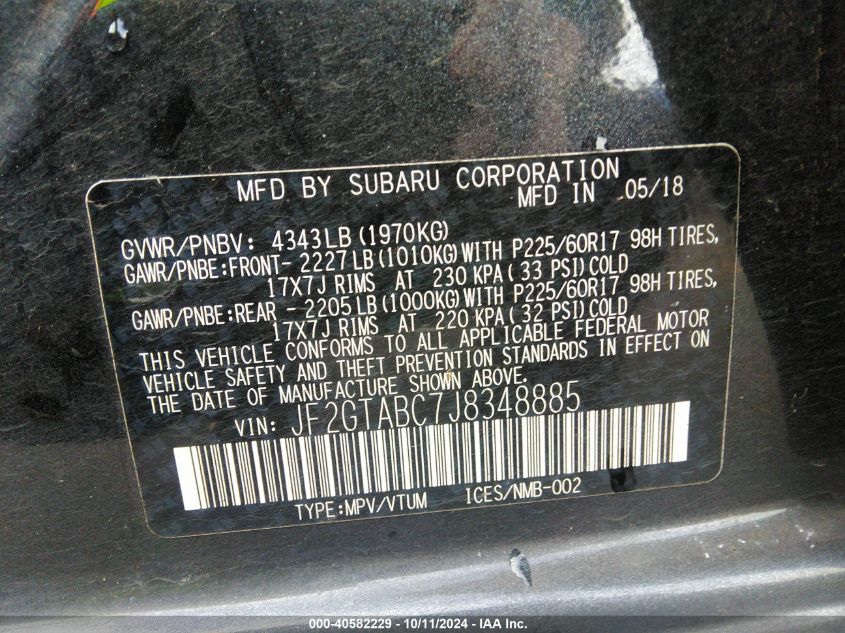 MFD BY SUBARU CORPORATION
MFD IN 05/18
GVWR/PNBV: 4343LB(1970KG)
GAWR/PNBE:FRONT- 2227LB(1010KG)WITH P225/60R17 98H TIRES,
17X7J RIMS AT 230 KPA(33 PSI)COLD
GAWR/PNBE:REAR - 2205LB(1000KG)WITH P225/60R17 98H TIRES,
17X7J RIMS AT 220 KPA(32 PSI)COLD
THIS VEHICLE CONFORMS TO ALL APPLICABLE FEDERAL MOTOR
VEHICLE SAFETY AND THEFT PREVENTION STANDARDS IN EFFECT ON
THE DATE OF MANUFACTURE SHOWN ABOVE.
VIN: JF2GTABC7J8348885
TYPE:MPV/VTUM ICES/NMB-002
000-40582229 - 10/11/2024 - IAA Inc.